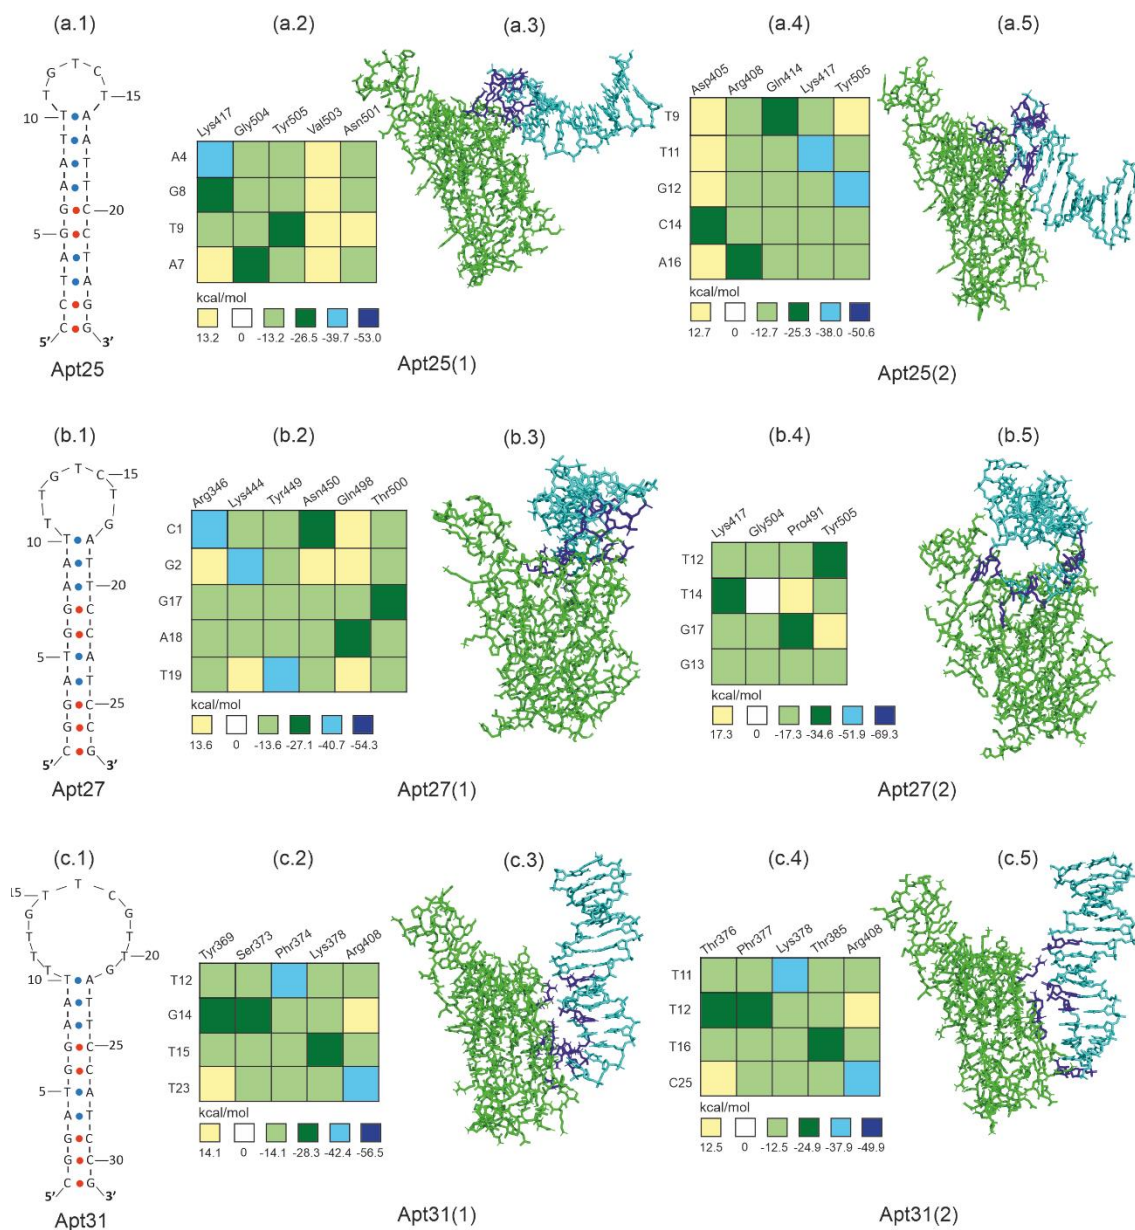 (a.1) (a.2) (a.3) (a.4) (a.5)
G T C
T T
G T 15
10 T A
T A
T T
A T
G C
G C 20
5 A T
T A
C G
C G
5' 3'
Apt25
Lys417 Gly504 Tyr505 Val503 Asn501
A4
G8
T9
A7
kcal/mol
13.2 0 -13.2 -26.5 -39.7 -53.0
Apt25(1)
Asp405 Arg408 Gln414 Lys417 Tyr505
T9
T11
G12
C14
A16
kcal/mol
12.7 0 -12.7 -25.3 -38.0 -50.6
Apt25(2)
(b.1) (b.2) (b.3) (b.4) (b.5)
G T C 15
T T
T G
10 T A
A T
A T 20
G C
G C
5 T A
A T
G C 25
G C
C G
5' 3'
Apt27
Arg346 Lys444 Tyr449 Asn450 Gln498 Thr500
C1
G2
G17
A18
T19
kcal/mol
13.6 0 -13.6 -27.1 -40.7 -54.3
Apt27(1)
Lys417 Gly504 Pro491 Tyr505
T12
T14
G17
G13
kcal/mol
17.3 0 -17.3 -34.6 -51.9 -69.3
Apt27(2)
(c.1) (c.2) (c.3) (c.4) (c.5)
15 T T C
G G
T T
T T 20
T G
10 T A
A T
A T
G C 25
G C
5 T A
A T
G C
G C 30
C G
5' 3'
Apt31
Tyr369 Ser373 Phr374 Lys378 Arg408
T12
G14
T15
T23
kcal/mol
14.1 0 -14.1 -28.3 -42.4 -56.5
Apt31(1)
Thr376 Phr377 Lys378 Thr385 Arg408
T11
T12
T16
C25
kcal/mol
12.5 0 -12.5 -24.9 -37.9 -49.9
Apt31(2)